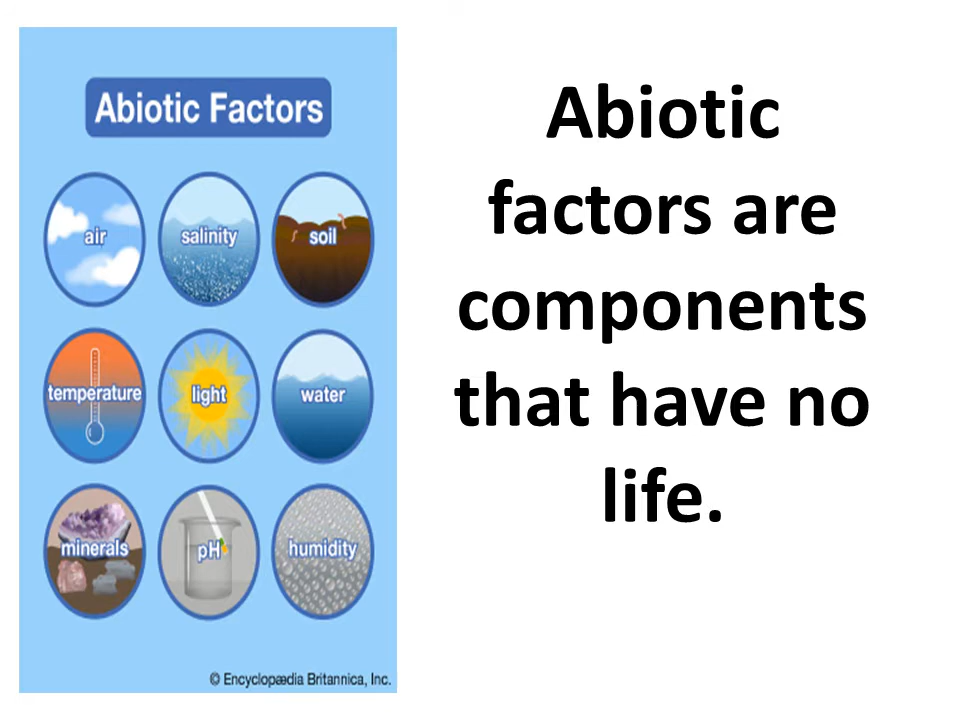 Abiotic Factors
air
salinity
soil
temperature
light
water
minerals
pH
humidity
© Encyclopædia Britannica, Inc.
Abiotic
factors are
components
that have no
life.